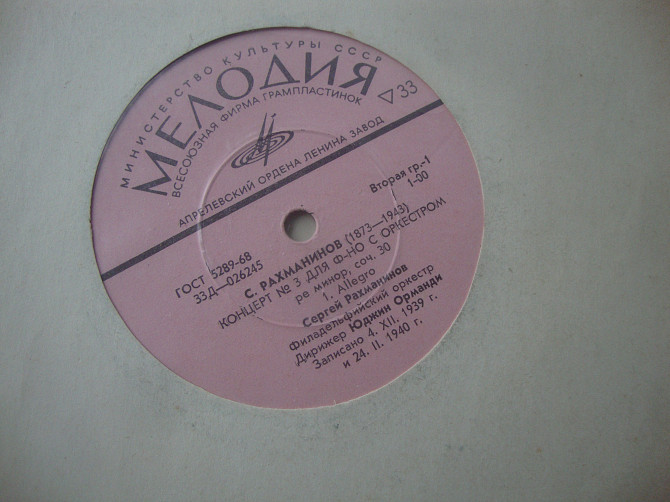 МИНИСТЕРСТВО КУЛЬТУРЫ СССР
МЕЛОДИЯ
ВСЕСОЮЗНАЯ ФИРМА ГРАМПЛАСТИНОК
33
АПРЕЛЕВСКИЙ ОРДЕНА ЛЕНИНА ЗАВОД
ГОСТ 5289-68
33Д—026245
Вторая гр.-1
1-00
С. РАХМАНИНОВ (1873—1943)
КОНЦЕРТ № 3 ДЛЯ Ф-НО С ОРКЕСТРОМ
ре минор, соч. 30
1. Allegro
Сергей Рахманинов
Филадельфийский оркестр
Дирижер Юджин Орманди
Записано 4. XII. 1939 г.
и 24. II. 1940 г.